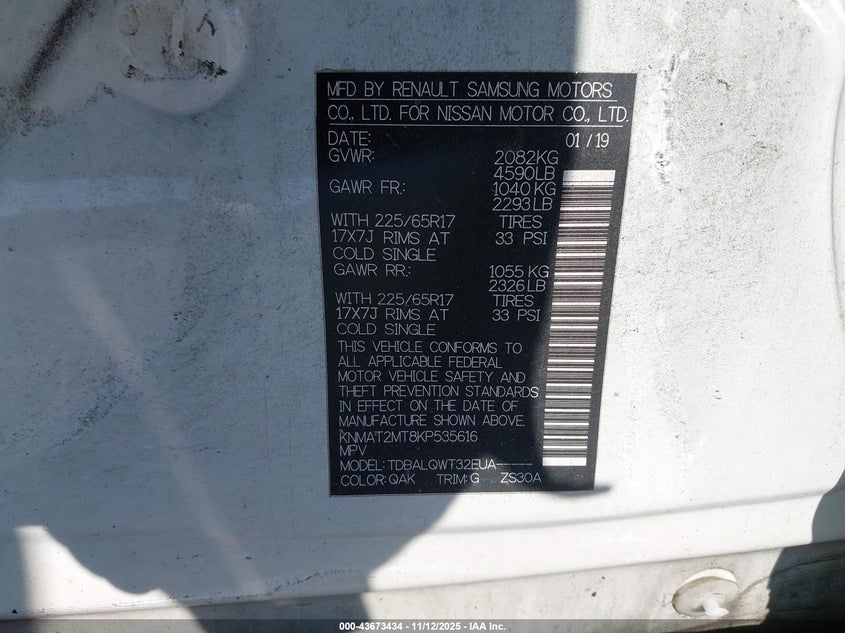 MFD BY RENAULT SAMSUNG MOTORS
CO., LTD. FOR NISSAN MOTOR CO., LTD.
DATE: 01 / 19
GVWR: 2082KG
4590LB
GAWR FR.: 1040 KG
2293 LB
WITH 225/65R17 TIRES
17X7J RIMS AT 33 PSI
COLD SINGLE
GAWR RR.: 1055 KG
2326 LB
WITH 225/65R17 TIRES
17X7J RIMS AT 33 PSI
COLD SINGLE
THIS VEHICLE CONFORMS TO
ALL APPLICABLE FEDERAL
MOTOR VEHICLE SAFETY AND
THEFT PREVENTION STANDARDS
IN EFFECT ON THE DATE OF
MANUFACTURE SHOWN ABOVE.
KNMAT2MT8KP535616
MPV
MODEL: TDBALQWT32EUA------
COLOR: QAK TRIM: G ZS30A
000-43673434 - 11/12/2025 - IAA Inc.